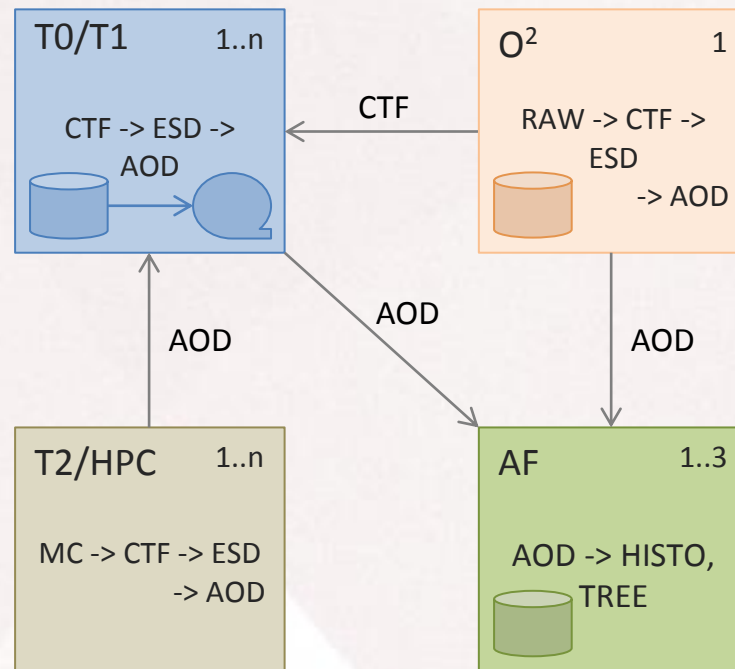 T0/T1 1..n
CTF -> ESD ->
AOD
CTF
O² 1
RAW -> CTF ->
ESD
-> AOD
AOD
AOD
AOD
T2/HPC 1..n
MC -> CTF -> ESD
-> AOD
AF 1..3
AOD -> HISTO,
TREE